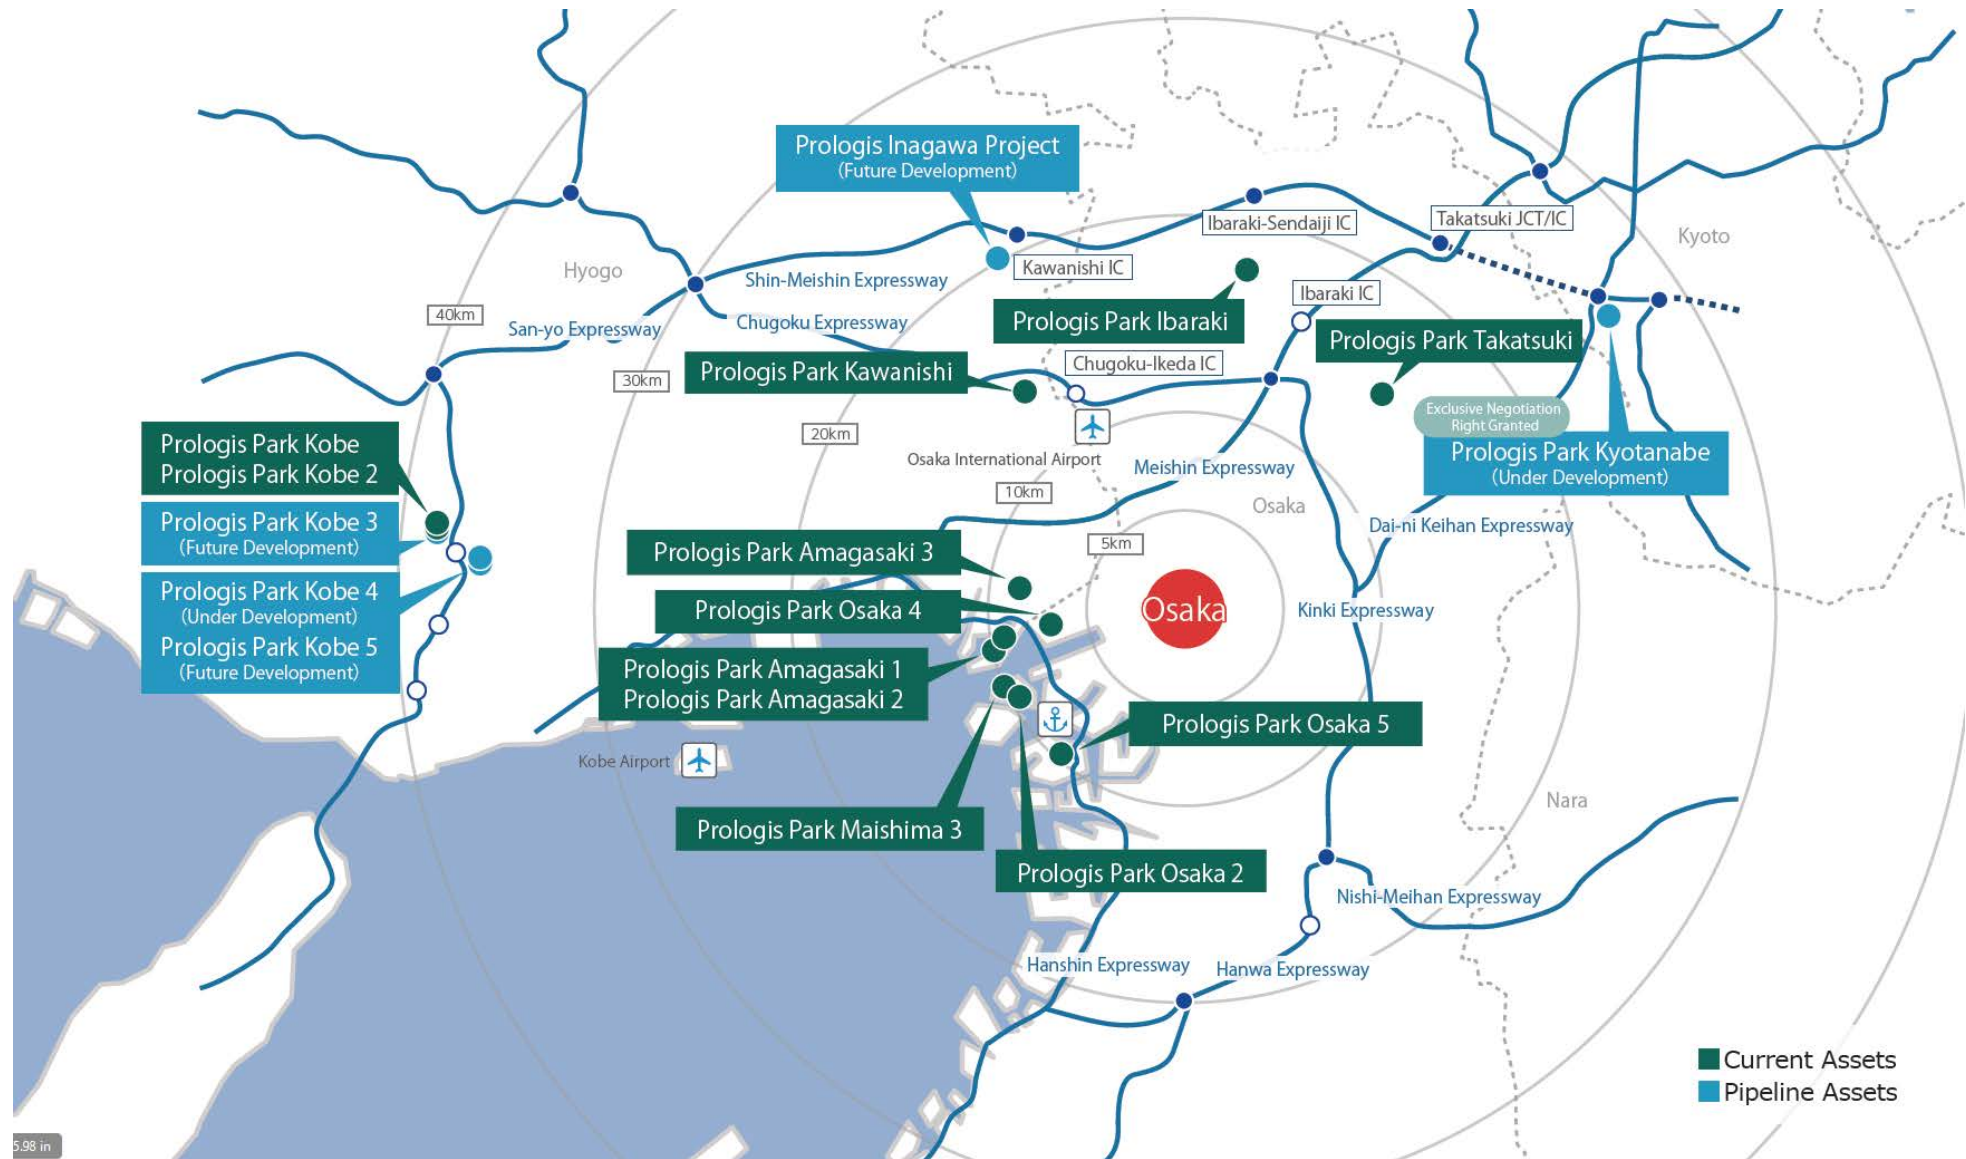 Prologis Inagawa Project
(Future Development)
Ibaraki-Sendaiji IC
Takatsuki JCT/IC
Kyoto
Hyogo
Kawanishi IC
Shin-Meishin Expressway
Ibaraki IC
40km
San-yo Expressway
Chugoku Expressway
Prologis Park Ibaraki
Prologis Park Takatsuki
Chugoku-Ikeda IC
Prologis Park Kawanishi
30km
Exclusive Negotiation
Right Granted
20km
Prologis Park Kyotanabe
(Under Development)
Osaka International Airport
Meishin Expressway
10km
Osaka
Prologis Park Kobe
Prologis Park Kobe 2
Prologis Park Kobe 3
(Future Development)
Prologis Park Kobe 4
(Under Development)
Prologis Park Kobe 5
(Future Development)
Dai-ni Keihan Expressway
5km
Prologis Park Amagasaki 3
Prologis Park Osaka 4
Osaka
Kinki Expressway
Prologis Park Amagasaki 1
Prologis Park Amagasaki 2
Prologis Park Osaka 5
Kobe Airport
Nara
Prologis Park Maishima 3
Prologis Park Osaka 2
Nishi-Meihan Expressway
Hanshin Expressway
Hanwa Expressway
Current Assets
Pipeline Assets
5.98 in